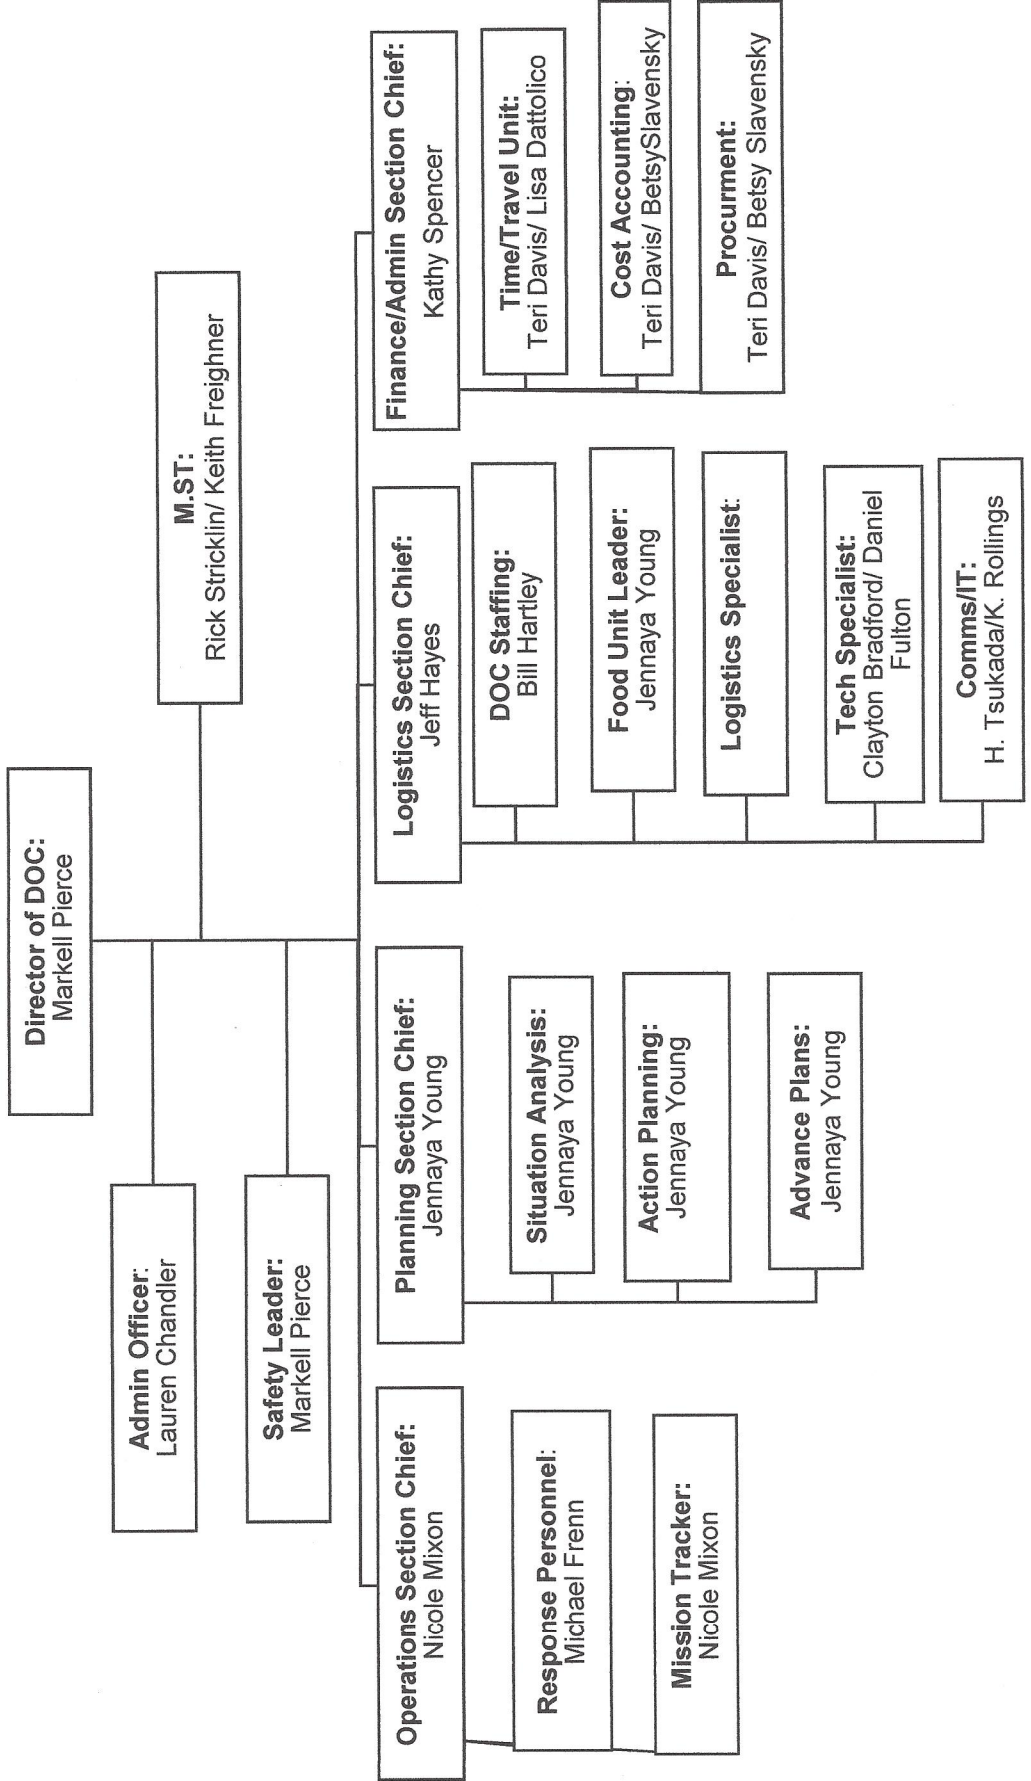 Director of DOC:
Markell Pierce
Admin Officer:
Lauren Chandler
M.ST:
Rick Stricklin/ Keith Freighner
Safety Leader:
Markell Pierce
Operations Section Chief:
Nicole Mixon
Response Personnel:
Michael Frenn
Mission Tracker:
Nicole Mixon
Planning Section Chief:
Jennaya Young
Situation Analysis:
Jennaya Young
Action Planning:
Jennaya Young
Advance Plans:
Jennaya Young
Logistics Section Chief:
Jeff Hayes
DOC Staffing:
Bill Hartley
Food Unit Leader:
Jennaya Young
Logistics Specialist:
Tech Specialist:
Clayton Bradford/ Daniel
Fulton
Comms/IT:
H. Tsukada/K. Rollings
Finance/Admin Section Chief:
Kathy Spencer
Time/Travel Unit:
Teri Davis/ Lisa Dattolico
Cost Accounting:
Teri Davis/ BetsySlavensky
Procurment:
Teri Davis/ Betsy Slavensky